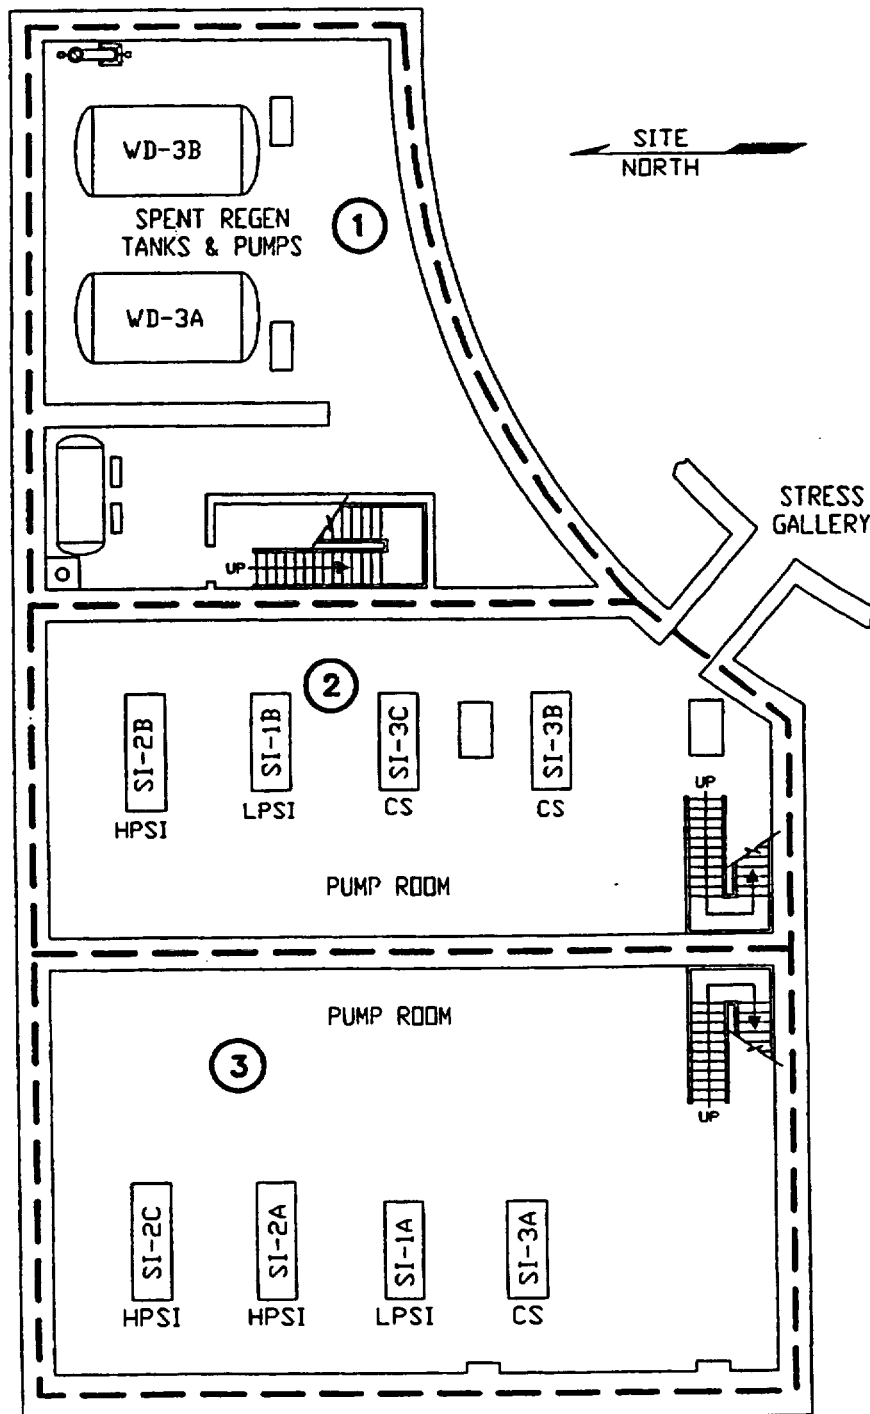 SITE
NORTH
WD-3B
SPENT REGEN
TANKS & PUMPS
1
WD-3A
STRESS
GALLERY
UP
2
SI-2B
HPSI
SI-1B
LPSI
SI-3C
CS
SI-3B
CS
UP
PUMP ROOM
PUMP ROOM
3
UP
SI-2C
HPSI
SI-2A
HPSI
SI-1A
LPSI
SI-3A
CS